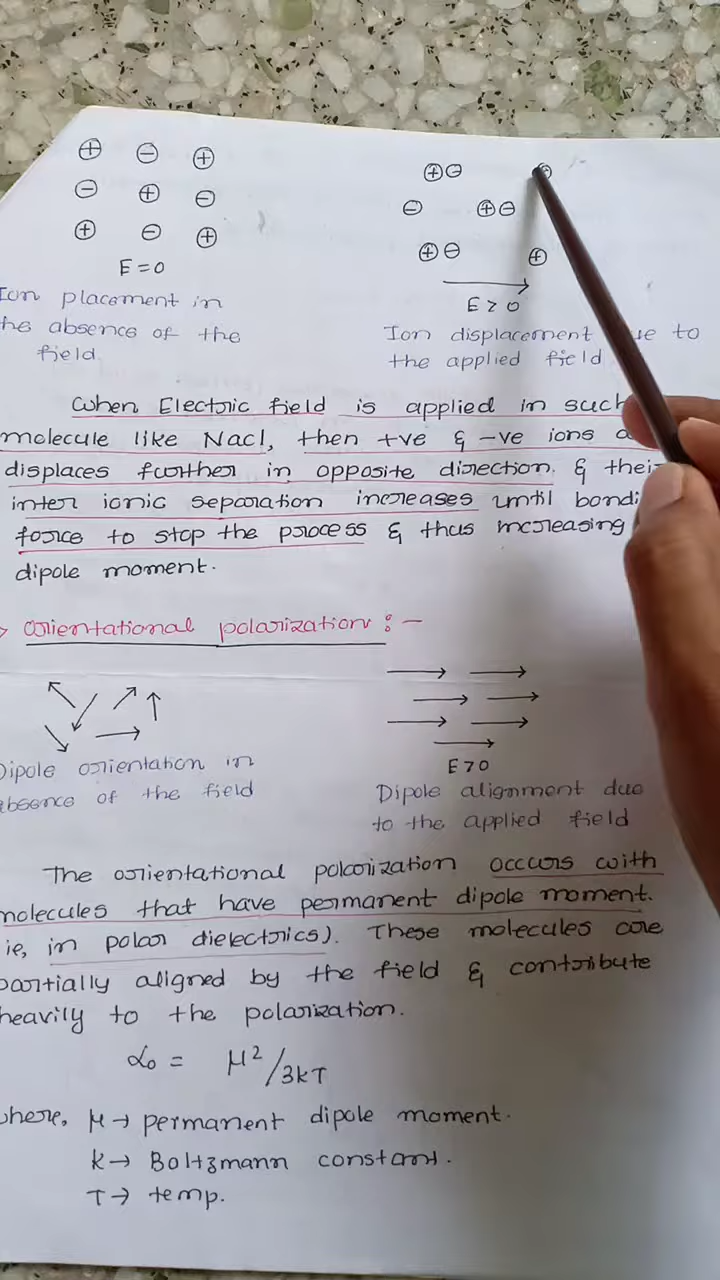 ⊕ ⊖ ⊕
⊖ ⊕ ⊖
⊕ ⊖ ⊕
E = 0
Ion placement in
the absence of the
field.
⊕⊖
⊖ ⊕⊖
⊕⊖ ⊕
E > 0
Ion displacement to
the applied field
When Electric field is applied in such
molecule like Nacl, then +ve & -ve ions
displaces further in opposite direction. & their
inter ionic separation increases until
force to stop the process & thus increasing
dipole moment.
> Orientational polarization :-
Dipole orientation in
absence of the field
E > 0
Dipole alignment due
to the applied field
The orientational polarization occurs with
molecules that have permanent dipole moment.
ie, in polar dielectrics). These molecules are
partially aligned by the field & contribute
heavily to the polarization.
α₀ = μ²/3kT
where, μ → permanent dipole moment.
k → Boltzmann constant.
T → temp.